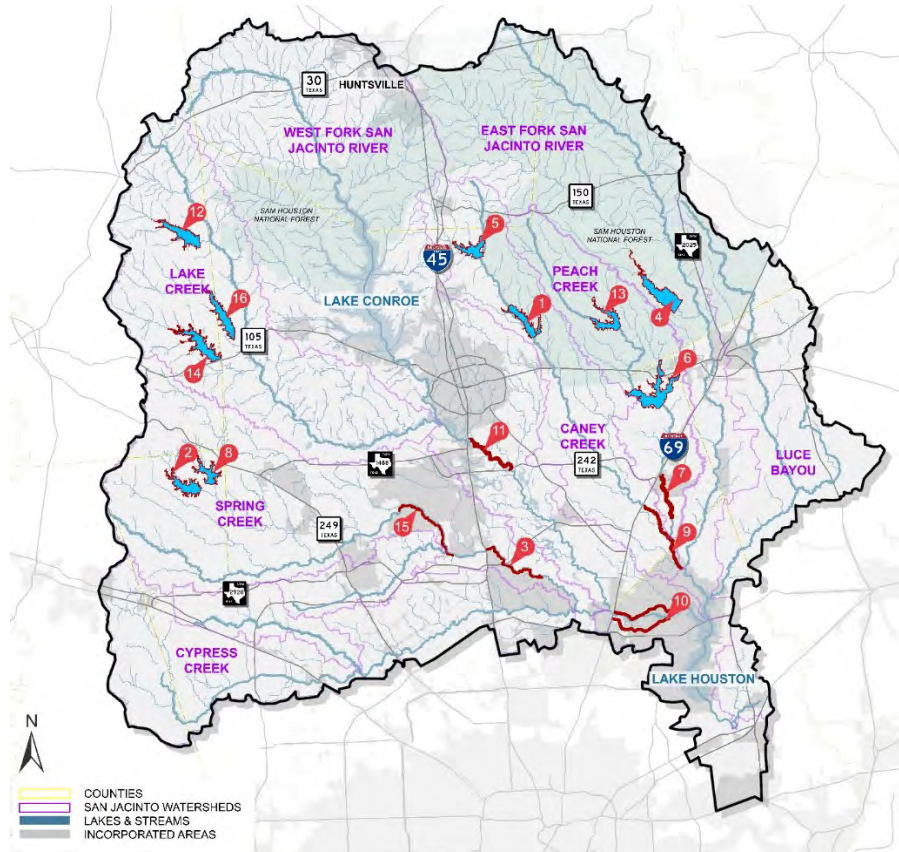 30
TEXAS
HUNTSVILLE
WEST FORK SAN
JACINTO RIVER
EAST FORK SAN
JACINTO RIVER
150
TEXAS
SAM HOUSTON
NATIONAL FOREST
12
5
SAM HOUSTON
NATIONAL FOREST
2025
45
LAKE
CREEK
PEACH
CREEK
16
LAKE CONROE
1
13
4
105
TEXAS
14
6
11
CANEY
CREEK
69
LUCE
BAYOU
2
8
1488
242
TEXAS
7
SPRING
CREEK
249
TEXAS
15
3
9
2920
10
CYPRESS
CREEK
LAKE HOUSTON
N
COUNTIES
SAN JACINTO WATERSHEDS
LAKES & STREAMS
INCORPORATED AREAS